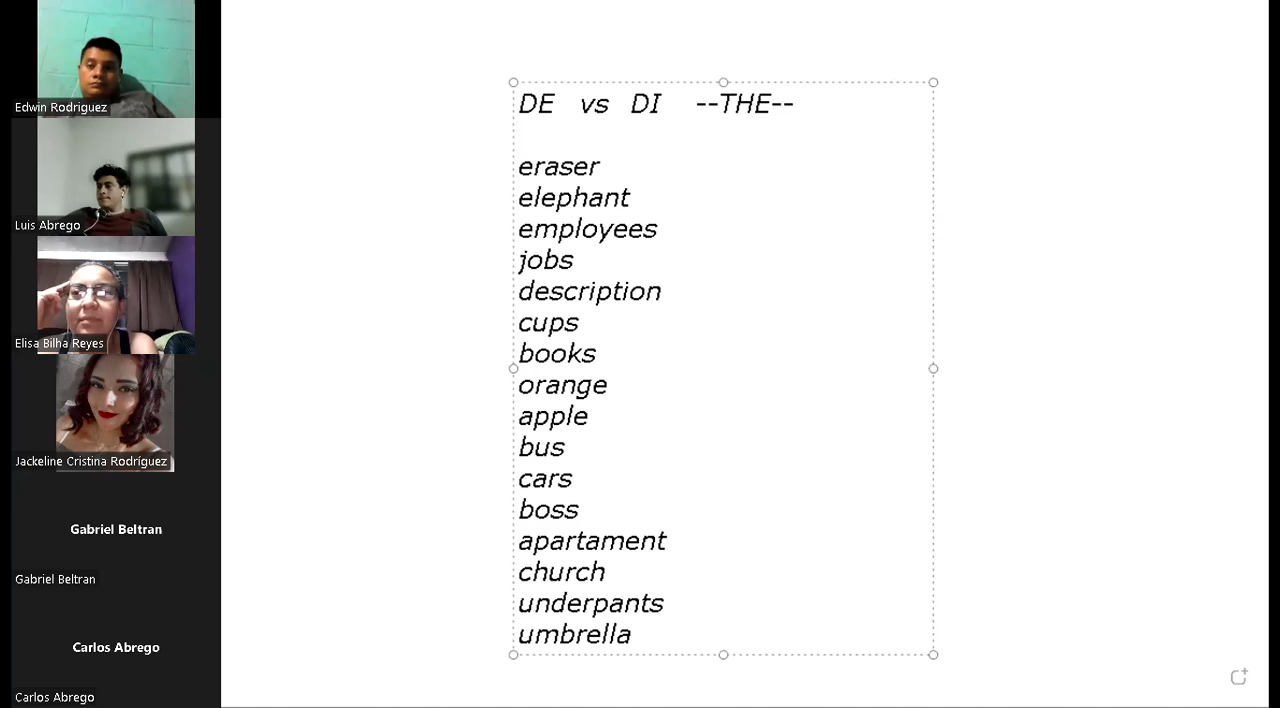 Edwin Rodriguez
Luis Abrego
Elisa Bilha Reyes
Jackeline Cristina Rodríguez
Gabriel Beltran
Gabriel Beltran
Carlos Abrego
Carlos Abrego
DE vs DI --THE--
eraser
elephant
employees
jobs
description
cups
books
orange
apple
bus
cars
boss
apartament
church
underpants
umbrella